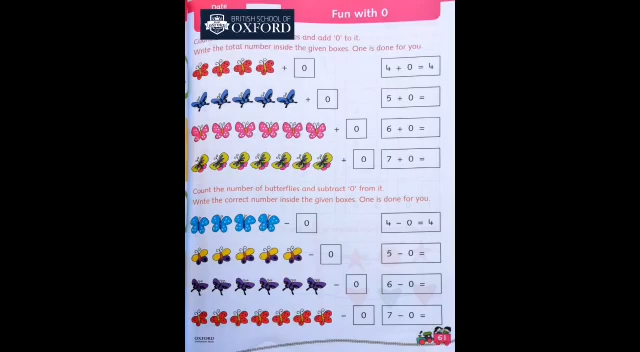 Date
Fun with 0
BRITISH SCHOOL OF
OXFORD
and add '0' to it.
Write the total number inside the given boxes. One is done for you.
+ 0 4 + 0 = 4
+ 0 5 + 0 =
+ 0 6 + 0 =
+ 0 7 + 0 =
Count the number of butterflies and subtract '0' from it.
Write the correct number inside the given boxes. One is done for you.
- 0 4 - 0 = 4
- 0 5 - 0 =
- 0 6 - 0 =
- 0 7 - 0 =
OXFORD
61